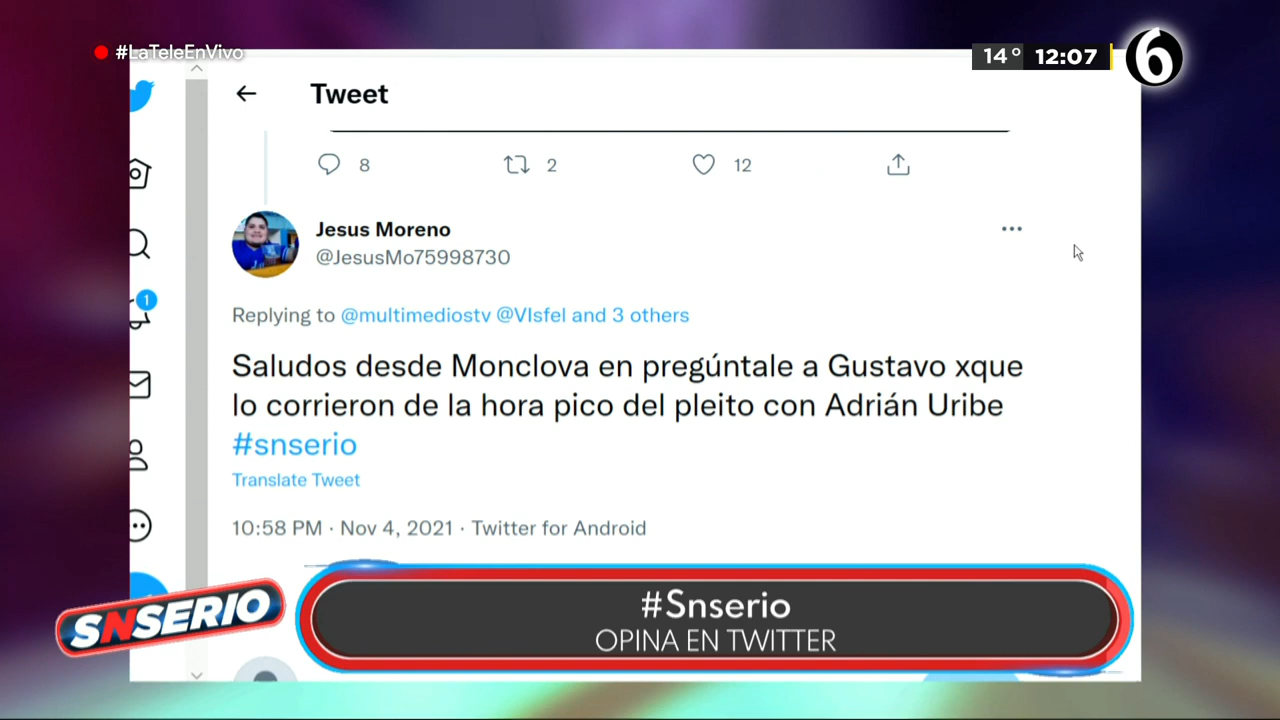 #LaTeleEnVivo
14° 12:07
6
Tweet
8 2 12
Jesus Moreno
@JesusMo75998730
Replying to @multimediostv @VIsfel and 3 others
1
Saludos desde Monclova en pregúntale a Gustavo xque
lo corrieron de la hora pico del pleito con Adrián Uribe
#snserio
Translate Tweet
10:58 PM · Nov 4, 2021 · Twitter for Android
SNSERIO
#Snserio
OPINA EN TWITTER